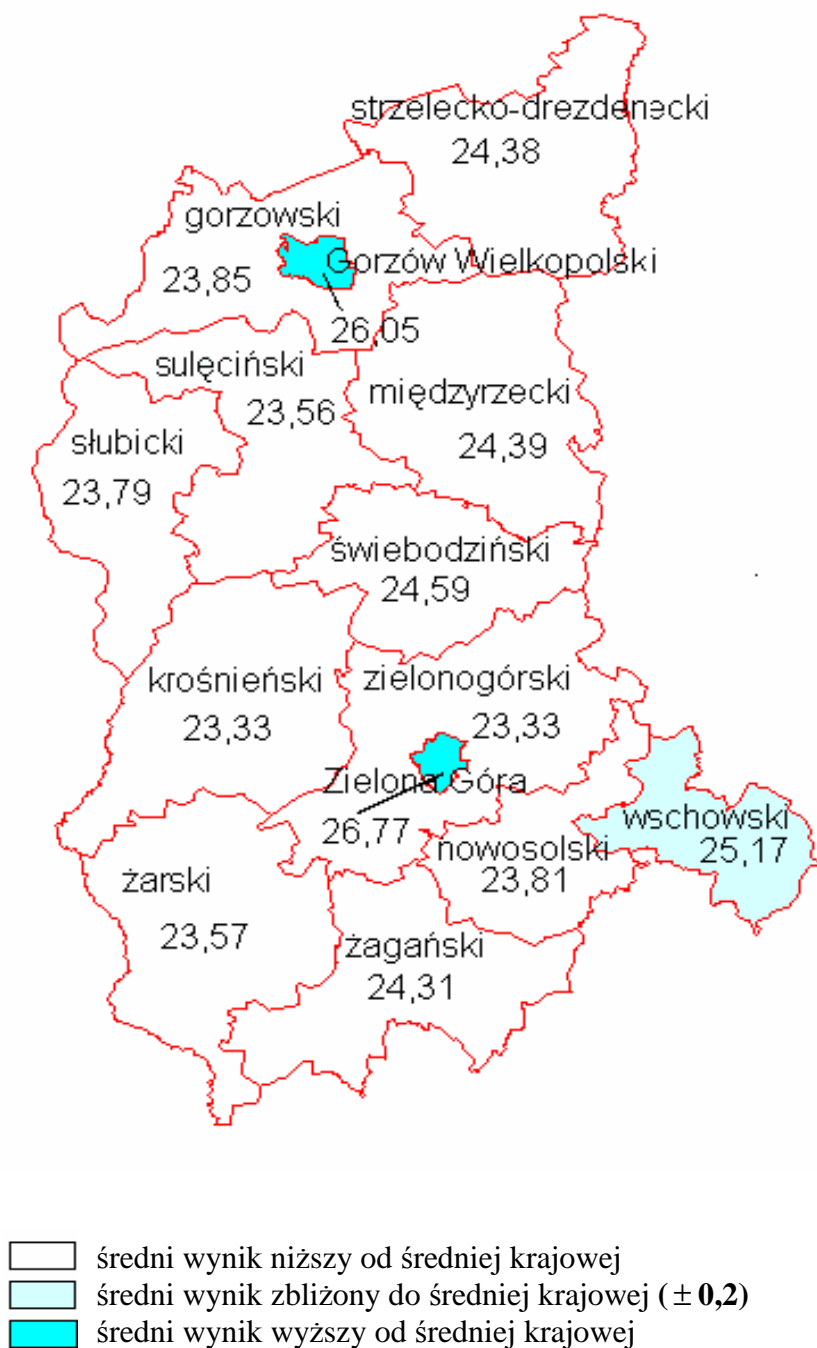 strzelecko-drezdenecki
24,38
gorzowski
23,85
Gorzów Wielkopolski
26,05
sulęciński
23,56
międzyrzecki
24,39
słubicki
23,79
świebodziński
24,59
krośnieński
23,33
zielonogórski
23,33
Zielona Góra
26,77
wschowski
25,17
nowosolski
23,81
żarski
23,57
żagański
24,31
średni wynik niższy od średniej krajowej
średni wynik zbliżony do średniej krajowej (± 0,2)
średni wynik wyższy od średniej krajowej